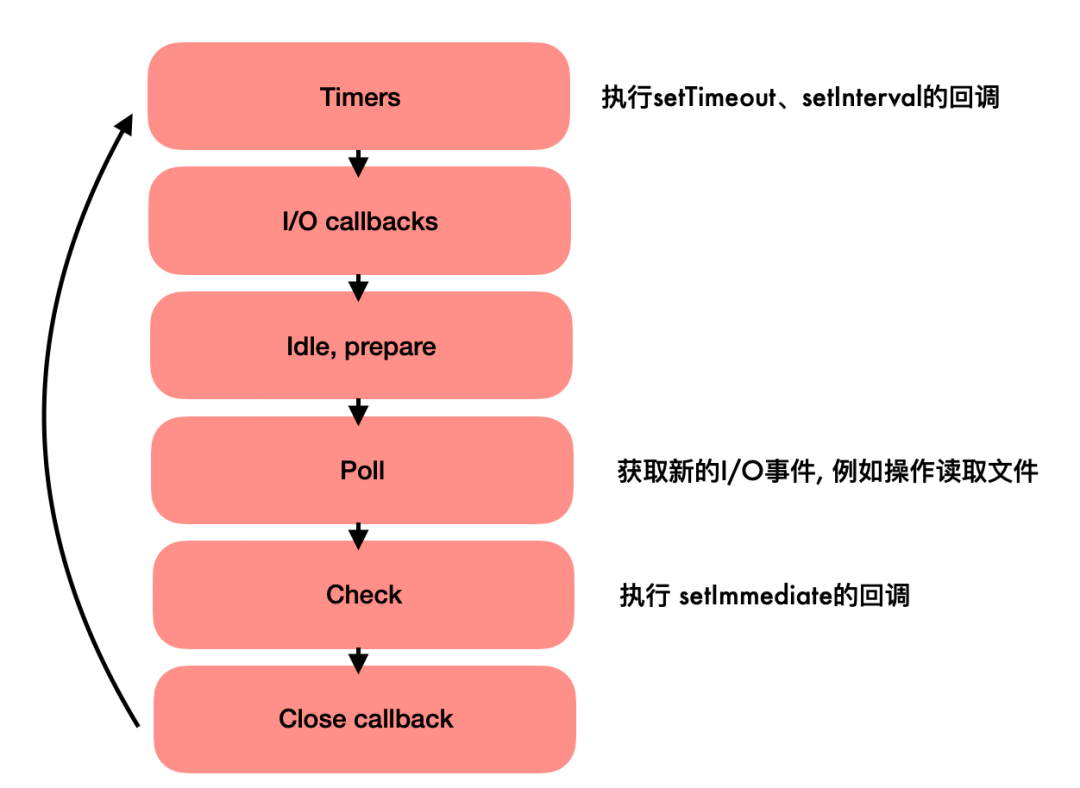 Timers
执行setTimeout、setInterval的回调
I/O callbacks
Idle, prepare
Poll
获取新的I/O事件, 例如操作读取文件
Check
执行 setImmediate的回调
Close callback